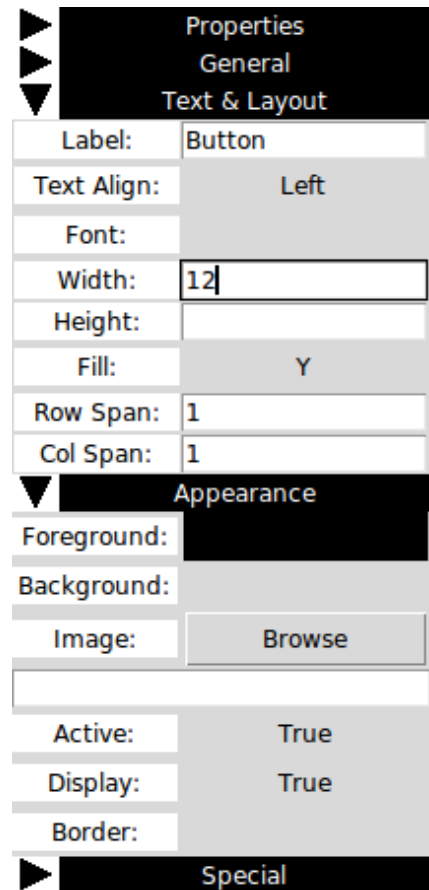 Properties
General
Text & Layout
Label: Button
Text Align: Left
Font:
Width: 12
Height:
Fill: Y
Row Span: 1
Col Span: 1
Appearance
Foreground:
Background:
Image: Browse
Active: True
Display: True
Border:
Special